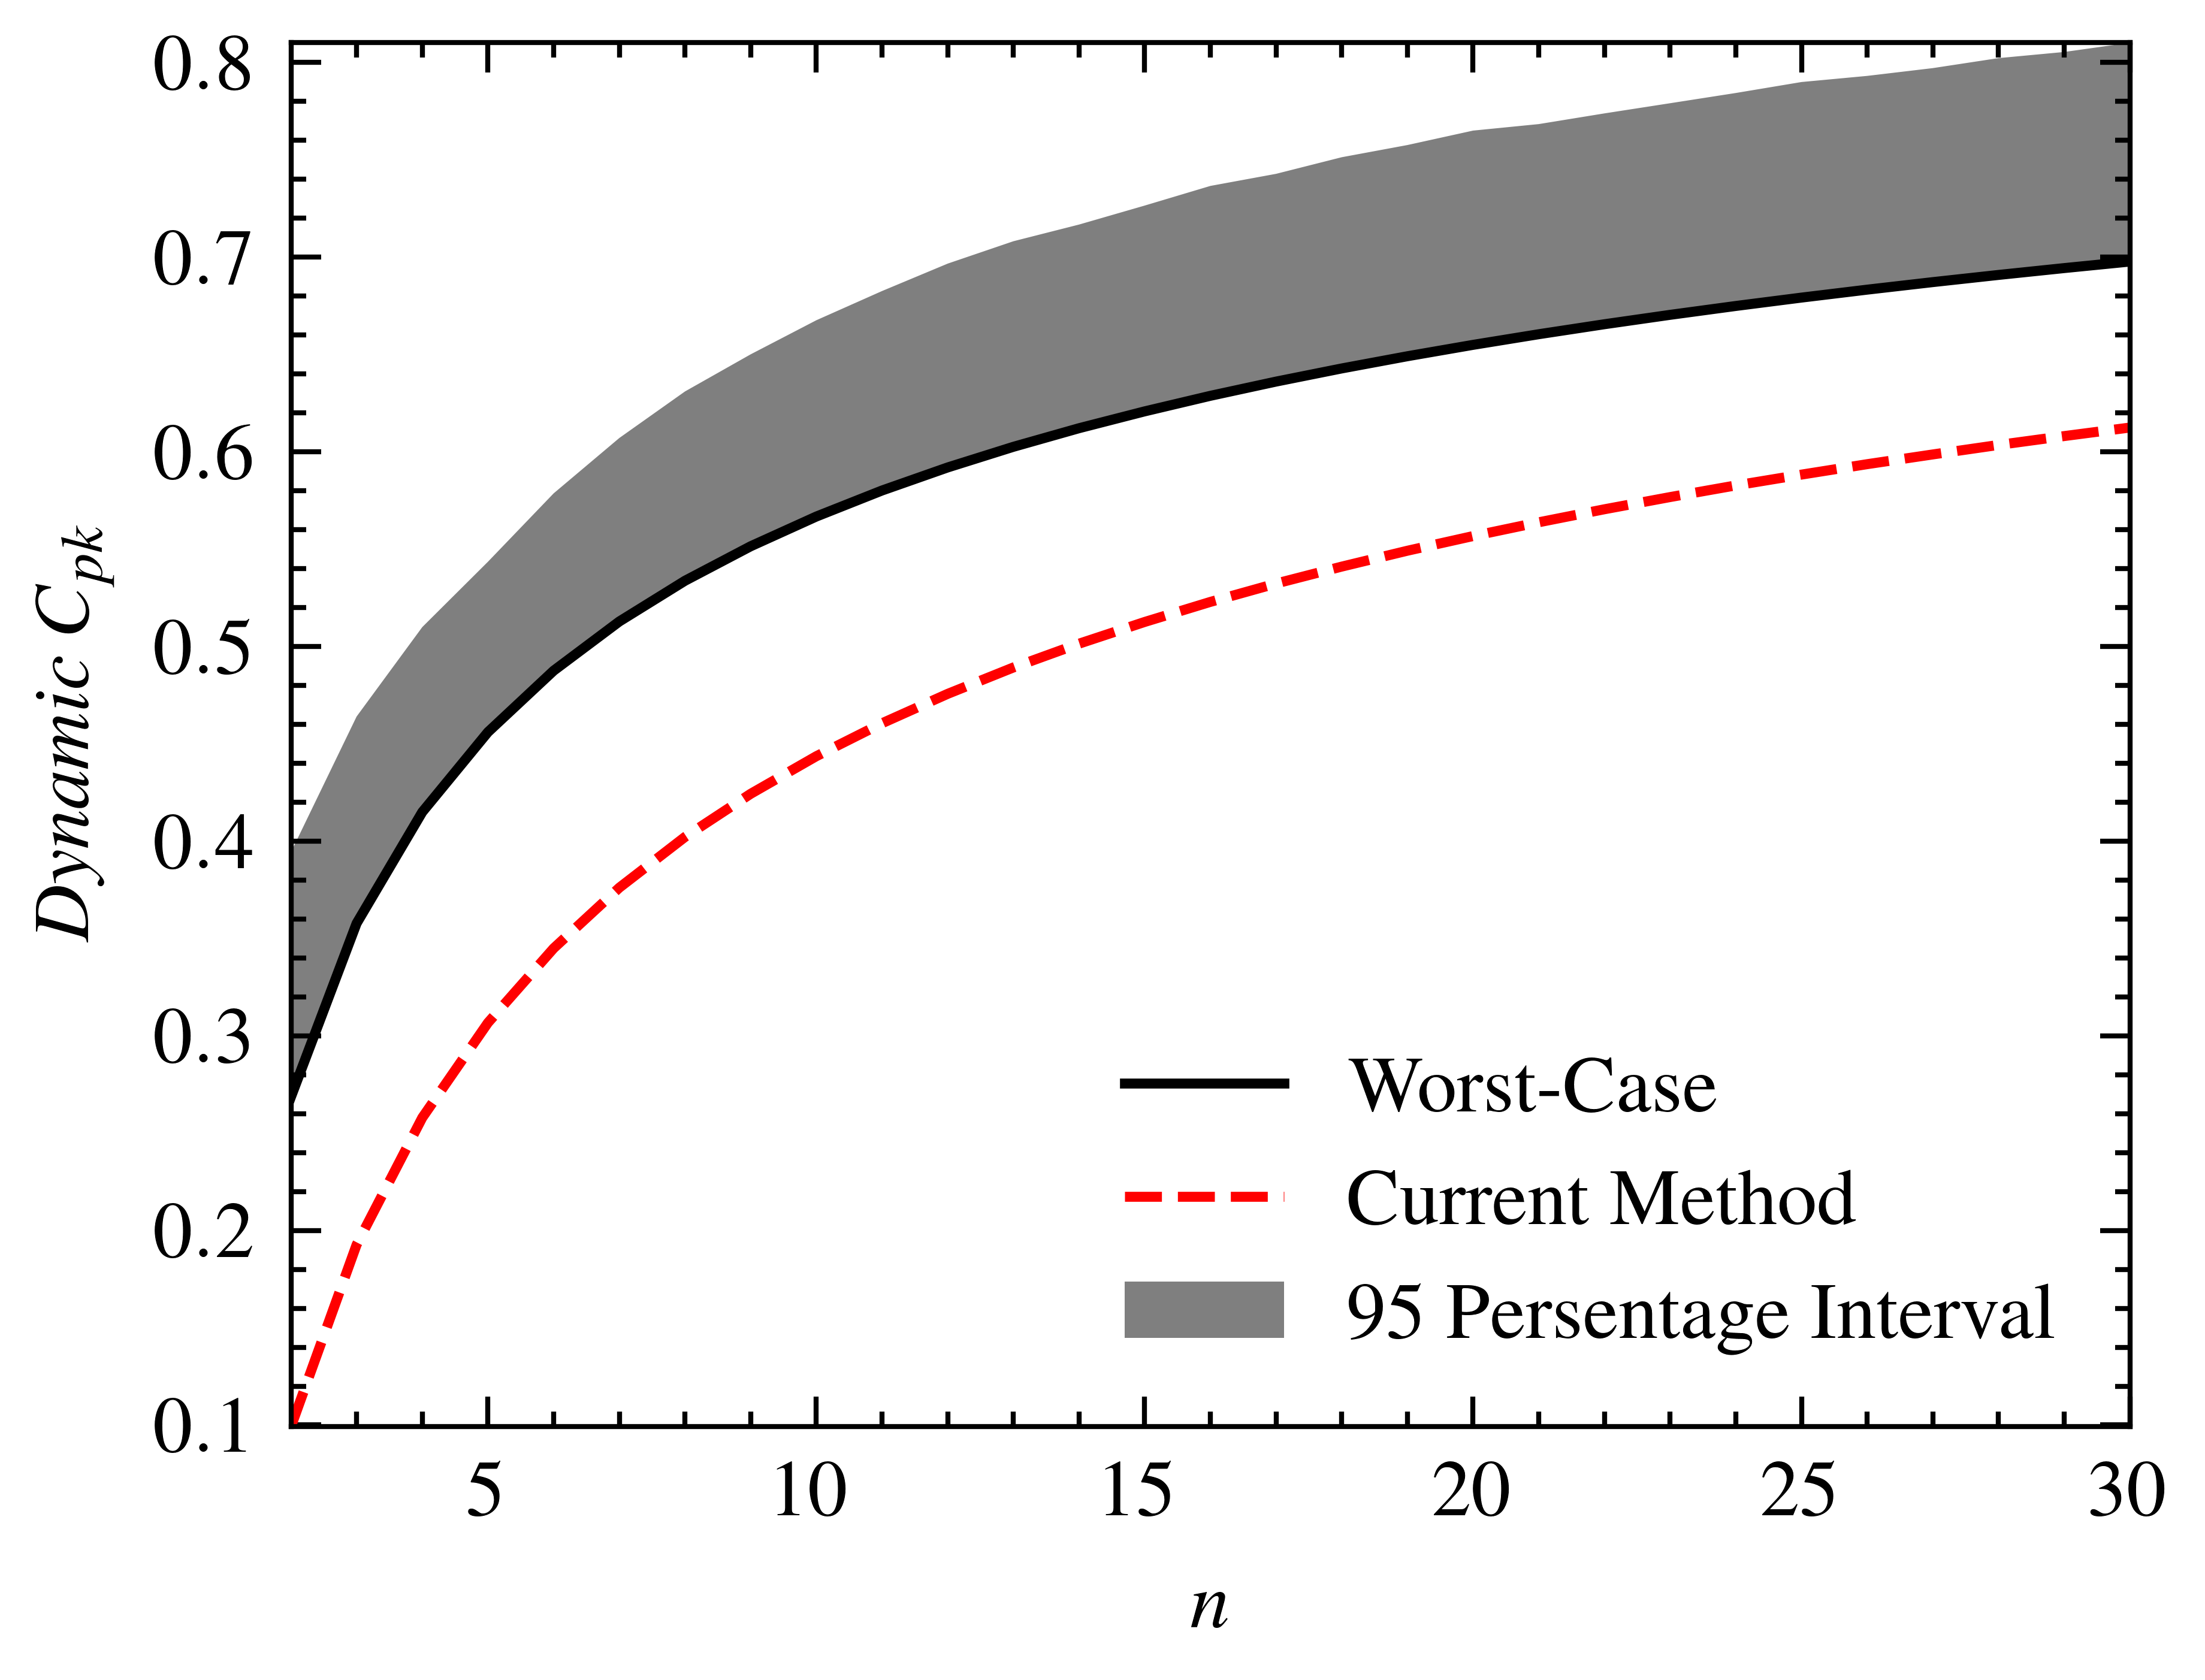 0.8
0.7
0.6
0.5
0.4
0.3
0.2
0.1
Dynamic Cpk
Worst-Case
Current Method
95 Persentage Interval
5 10 15 20 25 30
n